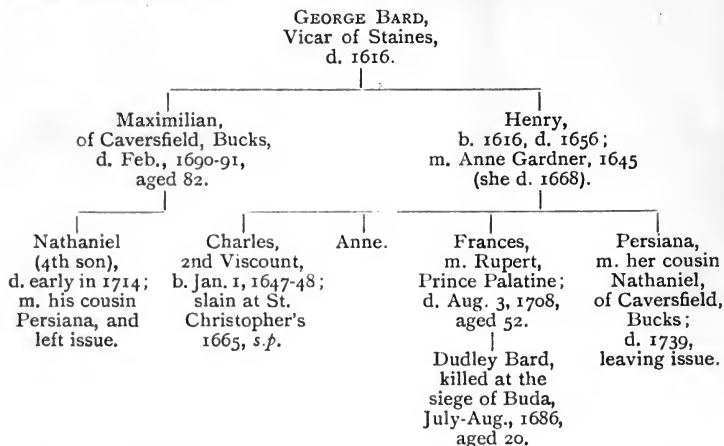 GEORGE BARD,
Vicar of Staines,
d. 1616.
Maximilian,
of Caversfield, Bucks,
d. Feb., 1690-91,
aged 82.
Henry,
b. 1616, d. 1656;
m. Anne Gardner, 1645
(she d. 1668).
Nathaniel
(4th son),
d. early in 1714;
m. his cousin
Persiana, and
left issue.
Charles,
2nd Viscount,
b. Jan. 1, 1647-48;
slain at St.
Christopher's
1665, s.p.
Anne.
Frances,
m. Rupert,
Prince Palatine;
d. Aug. 3, 1708,
aged 52.
Dudley Bard,
killed at the
siege of Buda,
July-Aug., 1686,
aged 20.
Persiana,
m. her cousin
Nathaniel,
of Caversfield,
Bucks;
d. 1739,
leaving issue.